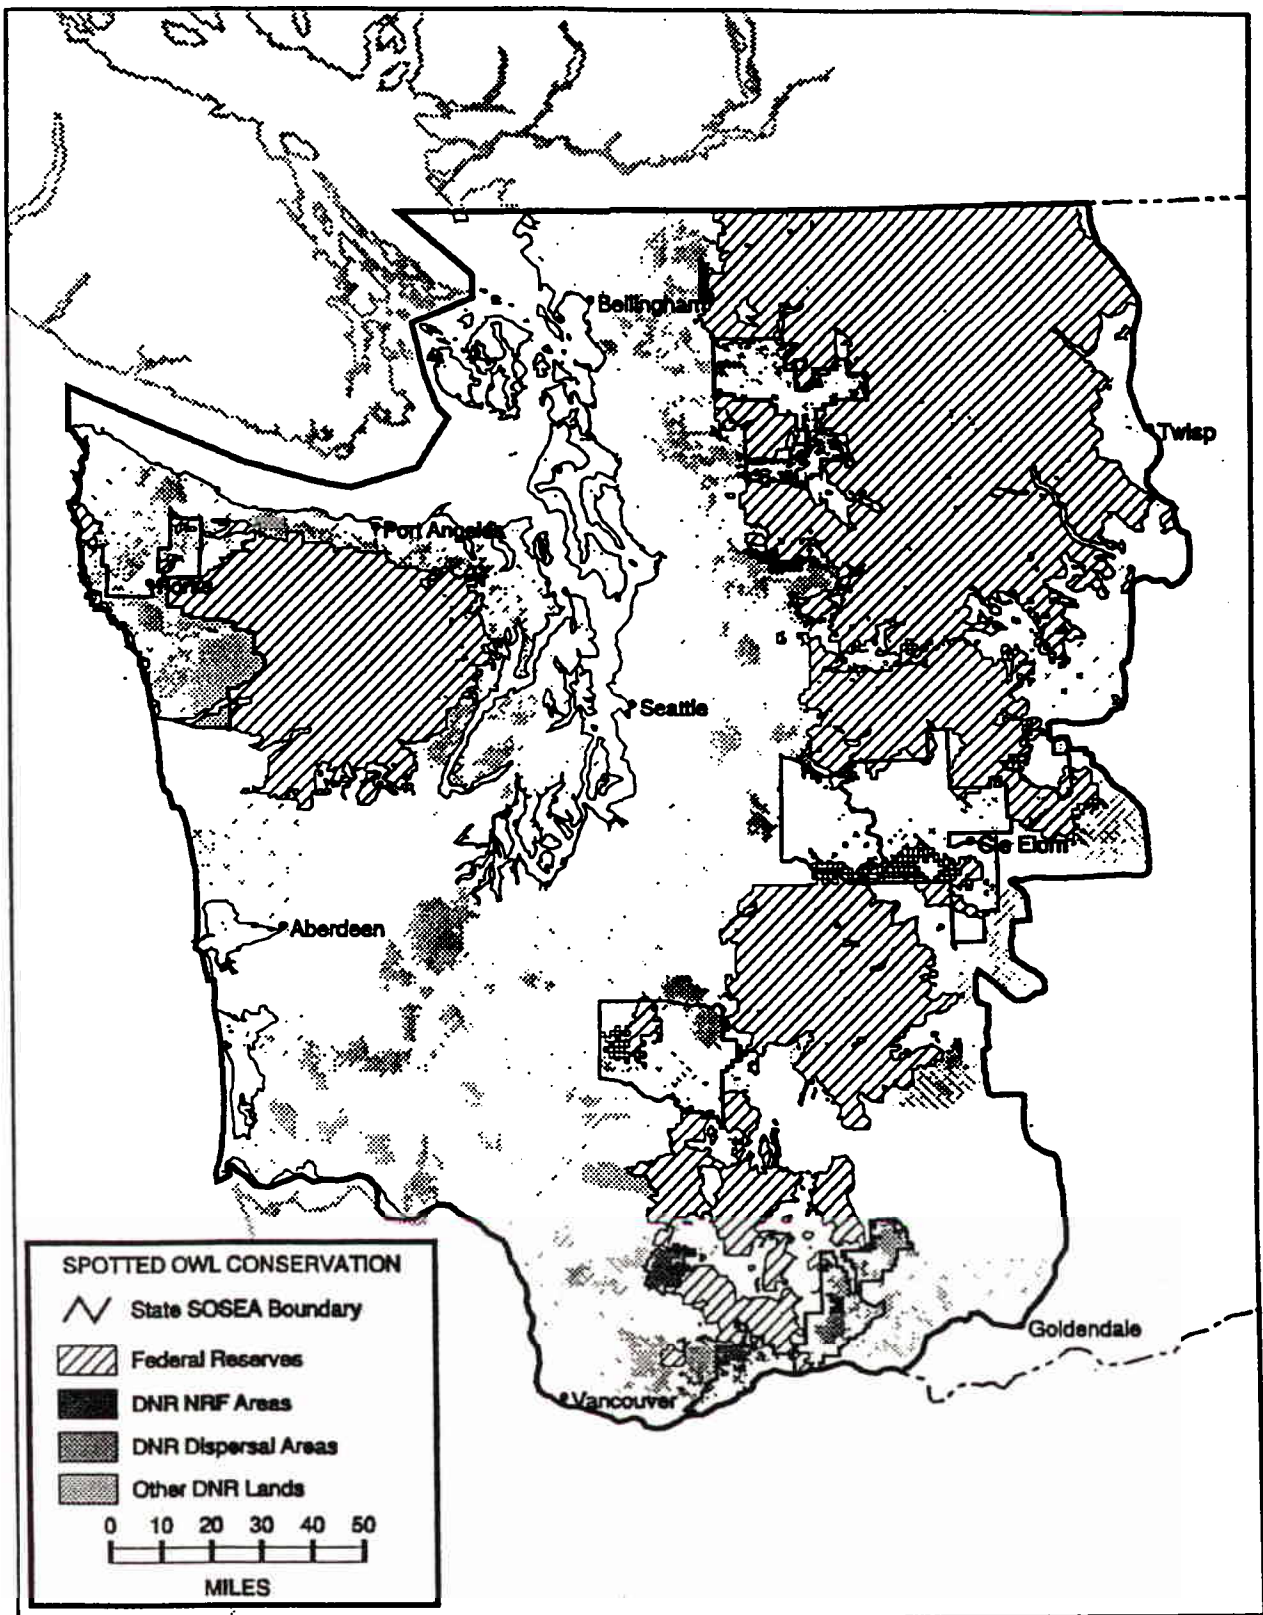 Bellingham
Twisp
Port Angeles
Forks
Seattle
Cle Elum
Aberdeen
Goldendale
Vancouver
SPOTTED OWL CONSERVATION
State SOSEA Boundary
Federal Reserves
DNR NRF Areas
DNR Dispersal Areas
Other DNR Lands
0 10 20 30 40 50
MILES